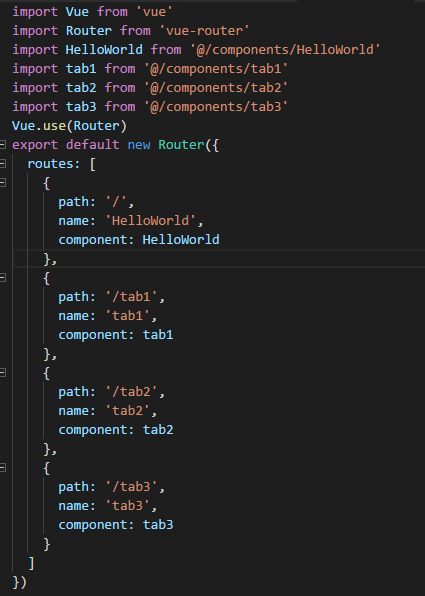 import Vue from 'vue'
import Router from 'vue-router'
import HelloWorld from '@/components/HelloWorld'
import tab1 from '@/components/tab1'
import tab2 from '@/components/tab2'
import tab3 from '@/components/tab3'
Vue.use(Router)
export default new Router({
  routes: [
    {
      path: '/',
      name: 'HelloWorld',
      component: HelloWorld
    },
    {
      path: '/tab1',
      name: 'tab1',
      component: tab1
    },
    {
      path: '/tab2',
      name: 'tab2',
      component: tab2
    },
    {
      path: '/tab3',
      name: 'tab3',
      component: tab3
    }
  ]
})